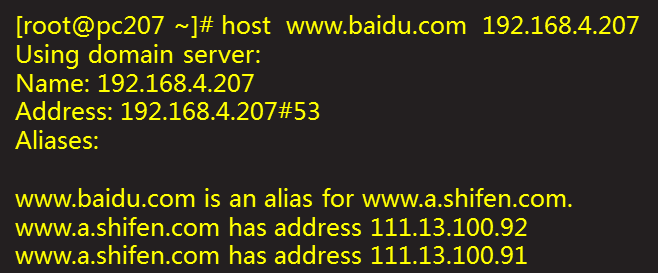 [root@pc207 ~]# host  www.baidu.com  192.168.4.207
Using domain server:
Name: 192.168.4.207
Address: 192.168.4.207#53
Aliases:

www.baidu.com is an alias for www.a.shifen.com.
www.a.shifen.com has address 111.13.100.92
www.a.shifen.com has address 111.13.100.91